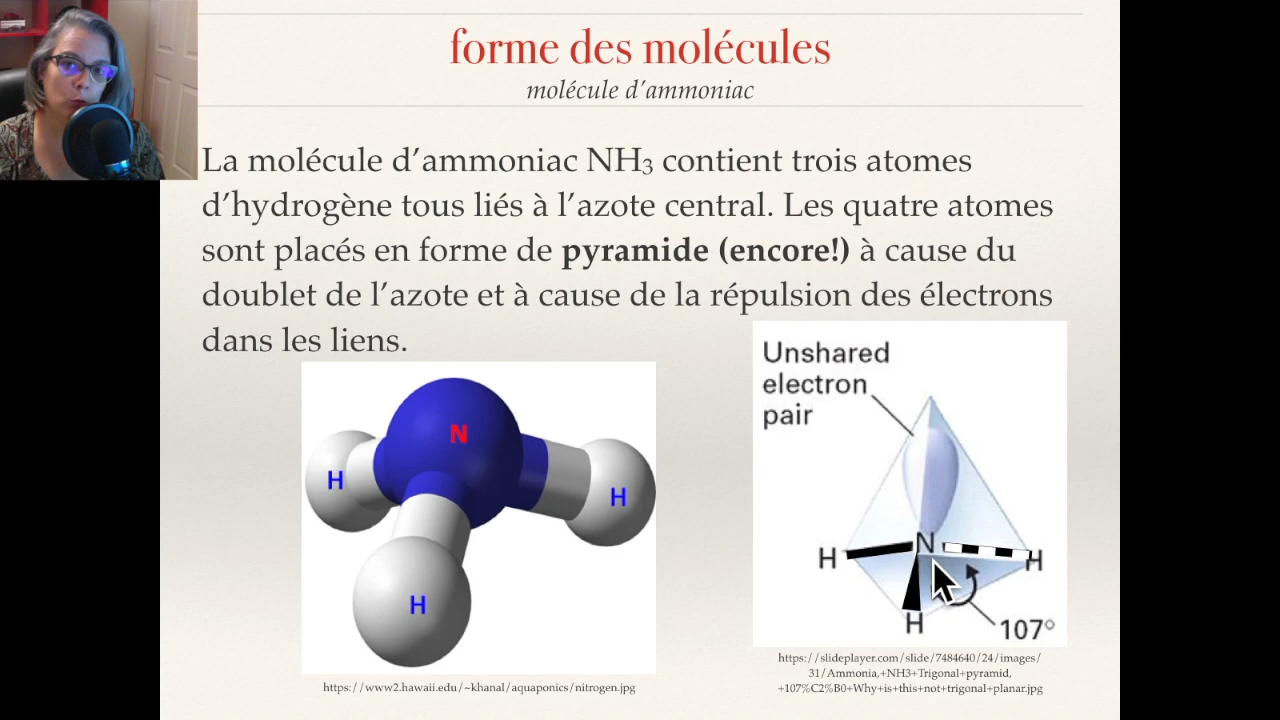 forme des molécules
molécule d'ammoniac
La molécule d'ammoniac NH₃ contient trois atomes
d'hydrogène tous liés à l'azote central. Les quatre atomes
sont placés en forme de pyramide (encore!) à cause du
doublet de l'azote et à cause de la répulsion des électrons
dans les liens.
N
H
H
H
https://www2.hawaii.edu/~khanal/aquaponics/nitrogen.jpg
Unshared
electron
pair
H
N
H
H
107°
https://slideplayer.com/slide/7484640/24/images/
31/Ammonia,+NH3+Trigonal+pyramid,
+107%C2%B0+Why+is+this+not+trigonal+planar.jpg